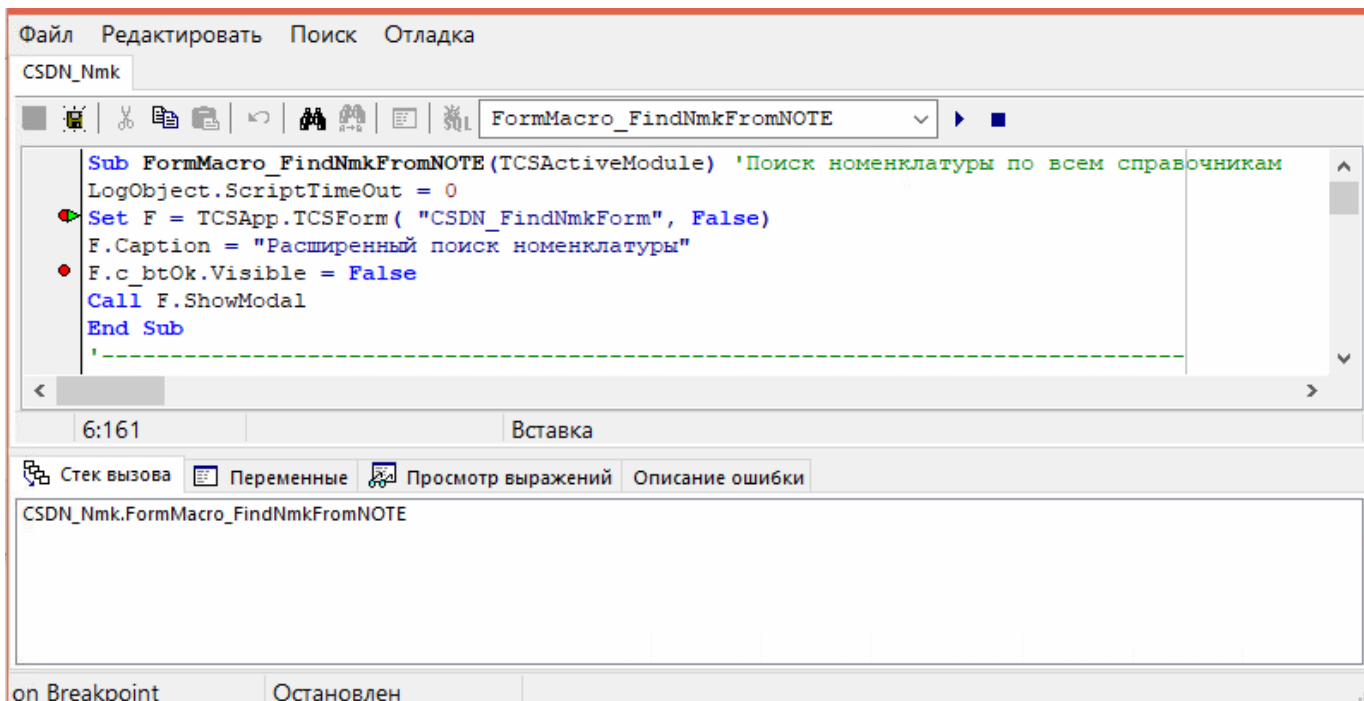 Файл Редактировать Поиск Отладка
CSDN_Nmk
FormMacro_FindNmkFromNOTE
Sub FormMacro_FindNmkFromNOTE(TCSActiveModule) 'Поиск номенклатуры по всем справочникам
LogObject.ScriptTimeOut = 0
Set F = TCSApp.TCSForm( "CSDN_FindNmkForm", False)
F.Caption = "Расширенный поиск номенклатуры"
F.c_btOk.Visible = False
Call F.ShowModal
End Sub
'--------------------------------------------------------------------------------
6:161 Вставка
Стек вызова Переменные Просмотр выражений Описание ошибки
CSDN_Nmk.FormMacro_FindNmkFromNOTE
on Breakpoint Остановлен